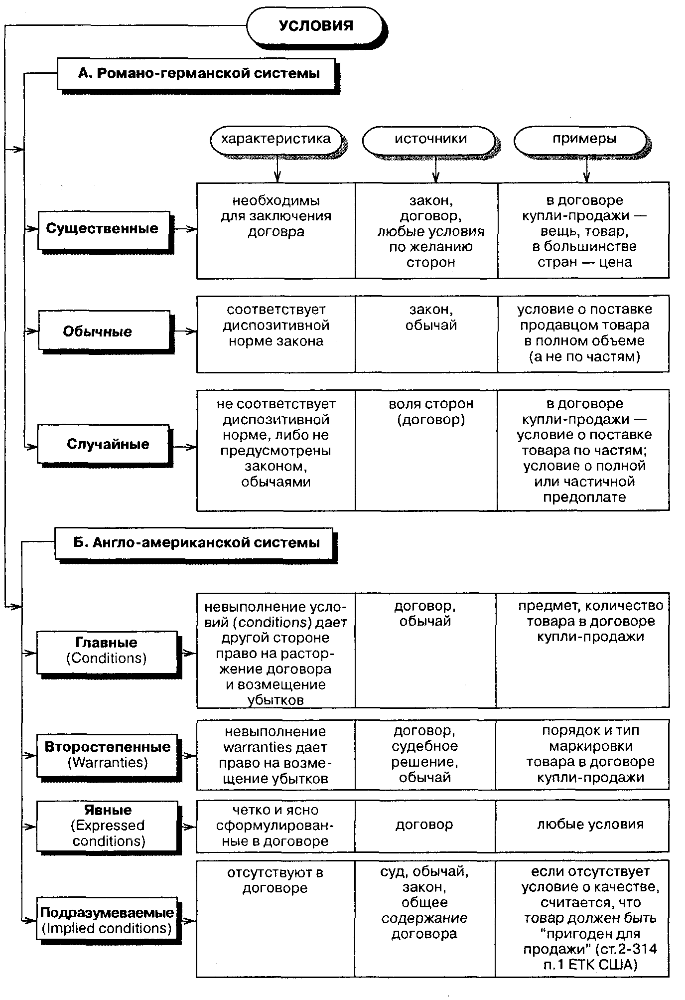 УСЛОВИЯ
А. Романо-германской системы
характеристика
источники
примеры
Существенные
необходимы
для заключения
договра
закон,
договор,
любые условия
по желанию
сторон
в договоре
купли-продажи —
вещь, товар,
в большинстве
стран — цена
Обычные
соответствует
диспозитивной
норме закона
закон,
обычай
условие о поставке
продавцом товара
в полном объеме
(а не по частям)
Случайные
не соответствует
диспозитивной
норме, либо не
предусмотрены
законом,
обычаями
воля сторон
(договор)
в договоре
купли-продажи —
условие о поставке
товара по частям;
условие о полной
или частичной
предоплате
Б. Англо-американской системы
Главные
(Conditions)
невыполнение усло-
вий (conditions) дает
другой стороне
право на растор-
жение договора
и возмещение
убытков
договор,
обычай
предмет, количество
товара в договоре
купли-продажи
Второстепенные
(Warranties)
невыполнение
warranties дает
право на возме-
щение убытков
договор,
судебное
решение,
обычай
порядок и тип
маркировки
товара в договоре
купли-продажи
Явные
(Expressed
conditions)
четко и ясно
сформулирован-
ные в договоре
договор
любые условия
Подразумеваемые
(Implied conditions)
отсутствуют в
договоре
суд, обычай,
закон,
общее
содержание
договора
если отсутствует
условие о качестве,
считается, что
товар должен быть
“пригоден для
продажи” (ст.2-314
п.1 ЕТК США)